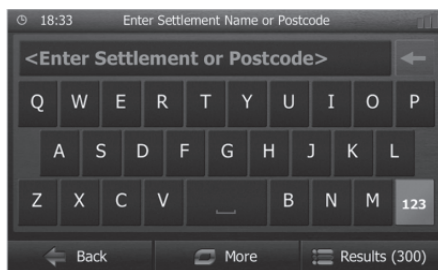 18:33 Enter Settlement Name or Postcode
<Enter Settlement or Postcode>
Q W E R T Y U I O P
A S D F G H J K L
Z X C V B N M 123
Back More Results (300)